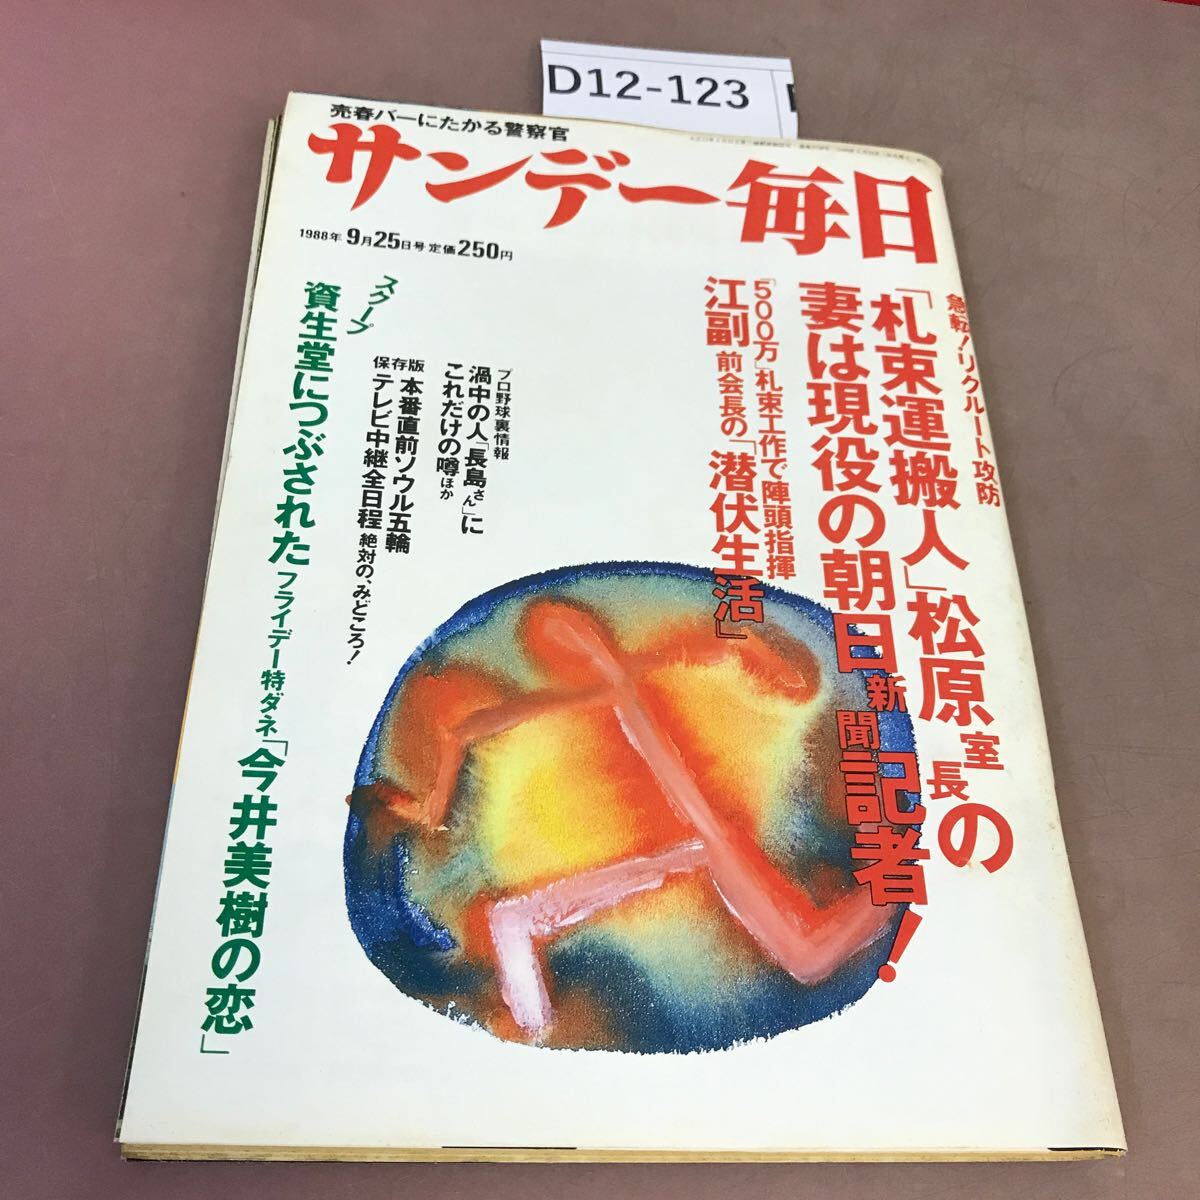 D12-123
売春バーにたかる警察官
サンデー毎日
1988年 9月25日号・定価250円
急転!リクルート攻防
「札束運搬人」松原室長の
妻は現役の朝日新聞記者!
「500万」札束工作で陣頭指揮
江副前会長の「潜伏生活」
プロ野球裏情報
渦中の人「長島さん」に
これだけの噂ほか
保存版 本番直前ソウル五輪
テレビ中継全日程 絶対の、みどころ!
スクープ
資生堂につぶされた フライデー特ダネ「今井美樹の恋」